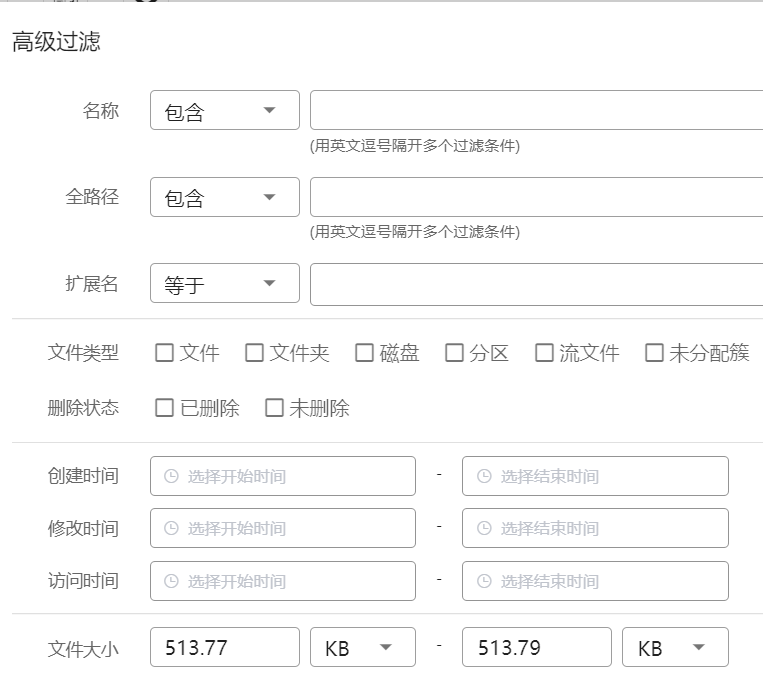 高级过滤
名称 包含
(用英文逗号隔开多个过滤条件)
全路径 包含
(用英文逗号隔开多个过滤条件)
扩展名 等于
文件类型 文件 文件夹 磁盘 分区 流文件 未分配簇
删除状态 已删除 未删除
创建时间 选择开始时间 - 选择结束时间
修改时间 选择开始时间 - 选择结束时间
访问时间 选择开始时间 - 选择结束时间
文件大小 513.77 KB - 513.79 KB